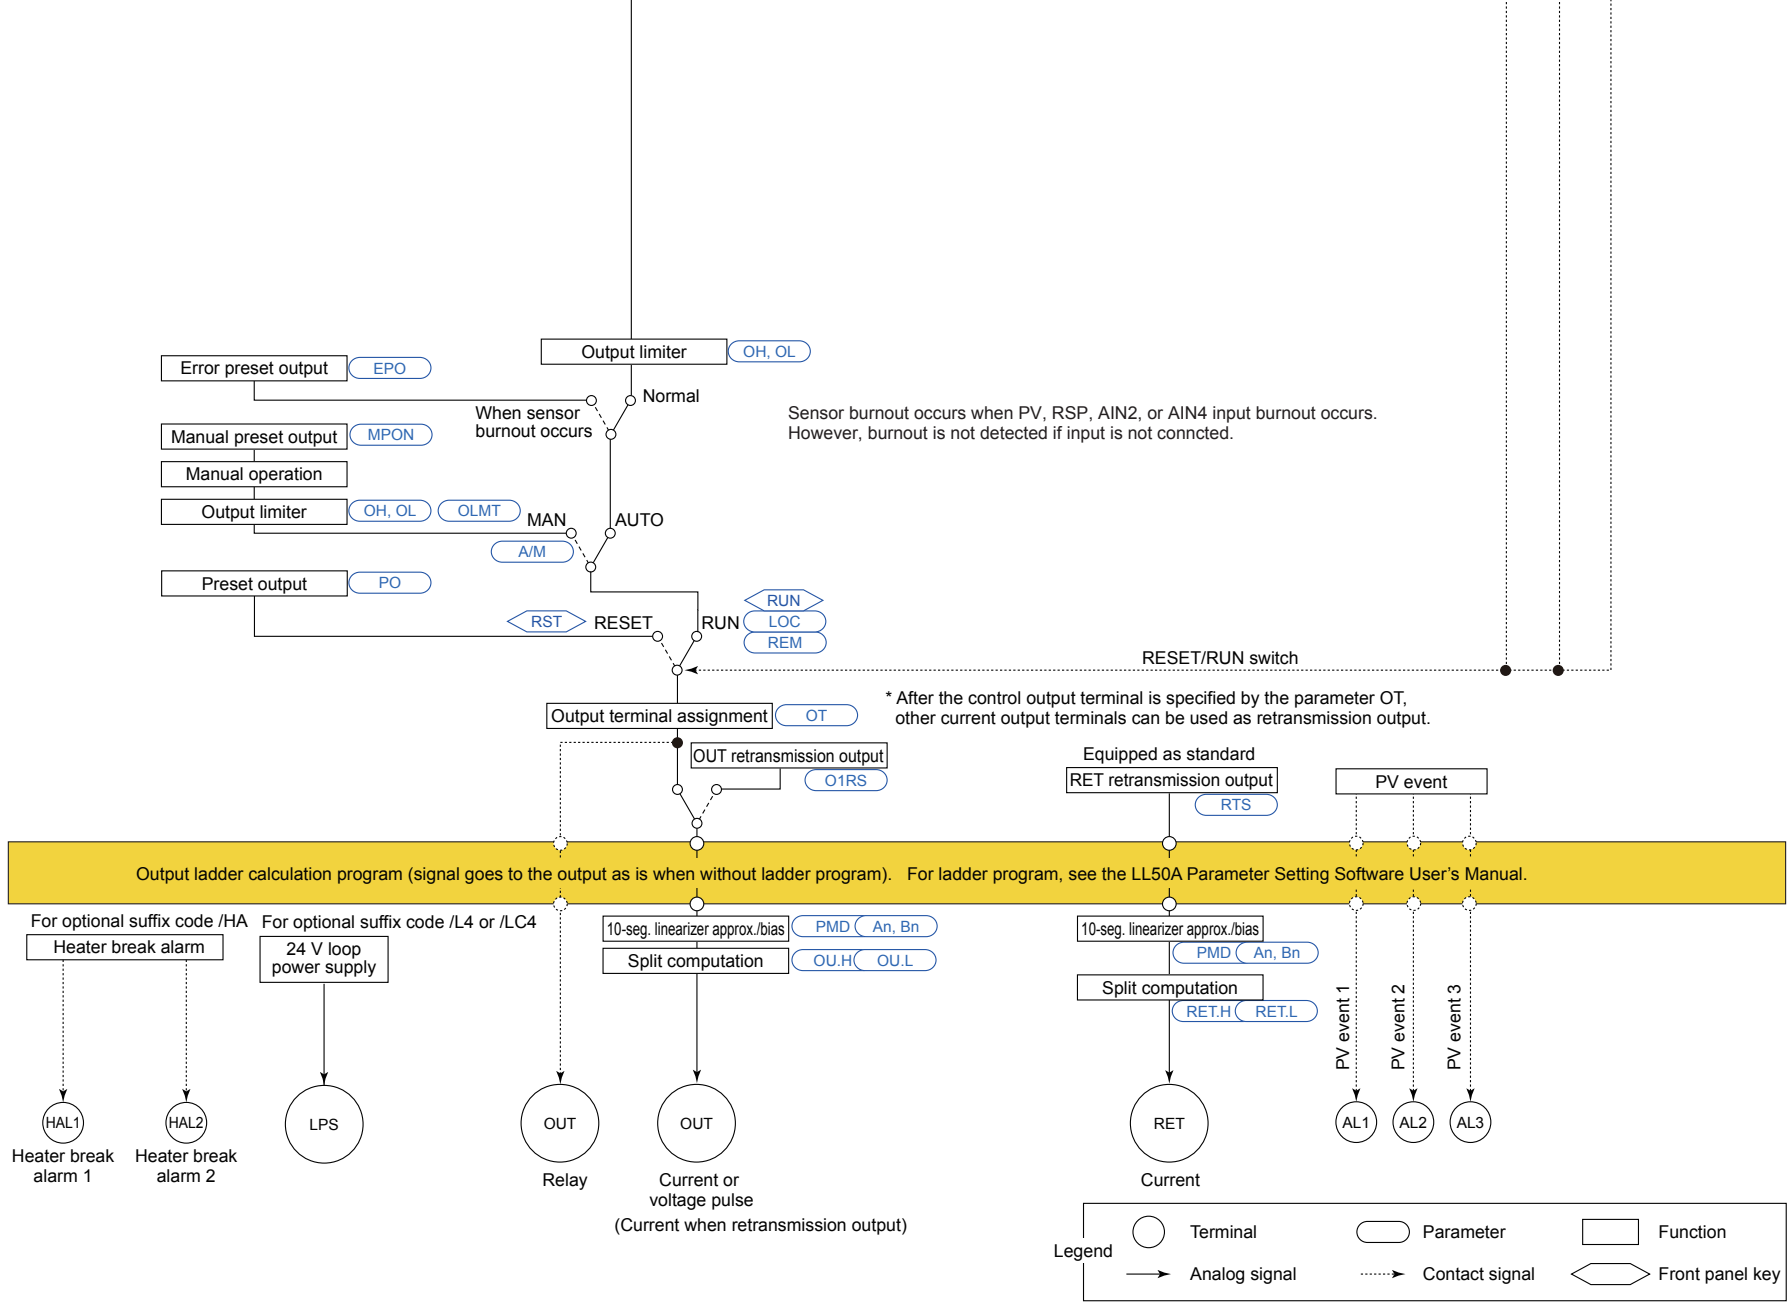 Output limiter
OH, OL
Error preset output
EPO
Normal
When sensor
burnout occurs
Sensor burnout occurs when PV, RSP, AIN2, or AIN4 input burnout occurs.
However, burnout is not detected if input is not conncted.
Manual preset output
MPON
Manual operation
Output limiter
OH, OL
OLMT
MAN
AUTO
A/M
Preset output
PO
RUN
RST
RESET
RUN
LOC
REM
RESET/RUN switch
* After the control output terminal is specified by the parameter OT,
other current output terminals can be used as retransmission output.
Output terminal assignment
OT
OUT retransmission output
O1RS
Equipped as standard
RET retransmission output
RTS
PV event
Output ladder calculation program (signal goes to the output as is when without ladder program). For ladder program, see the LL50A Parameter Setting Software User's Manual.
For optional suffix code /HA
Heater break alarm
For optional suffix code /L4 or /LC4
24 V loop
power supply
10-seg. linearizer approx./bias
PMD
An, Bn
Split computation
OU.H
OU.L
10-seg. linearizer approx./bias
PMD
An, Bn
Split computation
RET.H
RET.L
PV event 1
PV event 2
PV event 3
HAL1
HAL2
LPS
OUT
OUT
RET
AL1
AL2
AL3
Heater break
alarm 1
Heater break
alarm 2
Relay
Current or
voltage pulse
(Current when retransmission output)
Current
Legend
Terminal
Parameter
Function
Analog signal
Contact signal
Front panel key